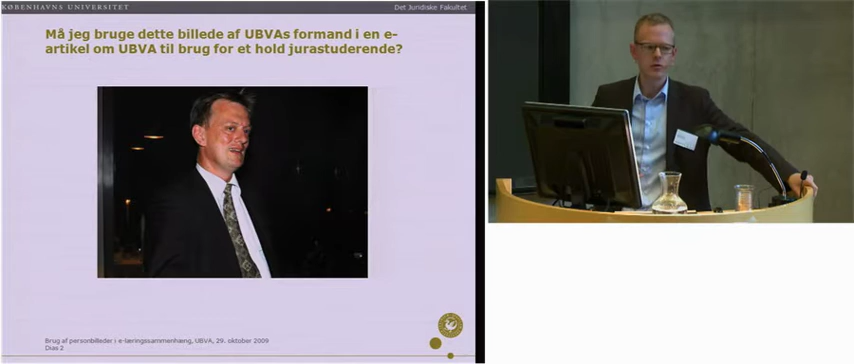 KØBENHAVNS UNIVERSITET
Det Juridiske Fakultet
Må jeg bruge dette billede af UBVAs formand i en e-
artikel om UBVA til brug for et hold jurastuderende?
Brug af personbilleder i e-læringssammenhæng, UBVA, 29. oktober 2009
Dias 2